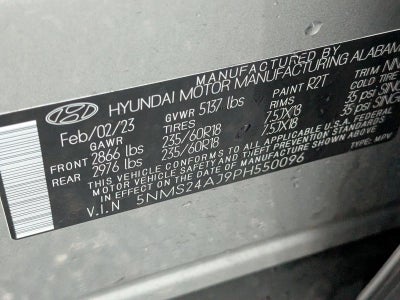 MANUFACTURED BY
HYUNDAI MOTOR MANUFACTURING ALABAMA
Feb/02/23 GVWR 5137 lbs PAINT R2T TRIM NN
GAWR TIRES RIMS COLD TIRE
FRONT 2866 lbs 235/60R18 7.5JX18 35 PSI SING
REAR 2976 lbs 235/60R18 7.5JX18 35 PSI SING
THIS VEHICLE CONFORMS TO ALL APPLICABLE U.S. FEDERAL
MOTOR VEHICLE SAFETY AND THEFT PREVENTION STANDARDS
IN EFFECT ON THE DATE OF MANUFACTURE SHOWN ABOVE.
V.I.N 5NMS24AJ9PH550096 TYPE: MPV